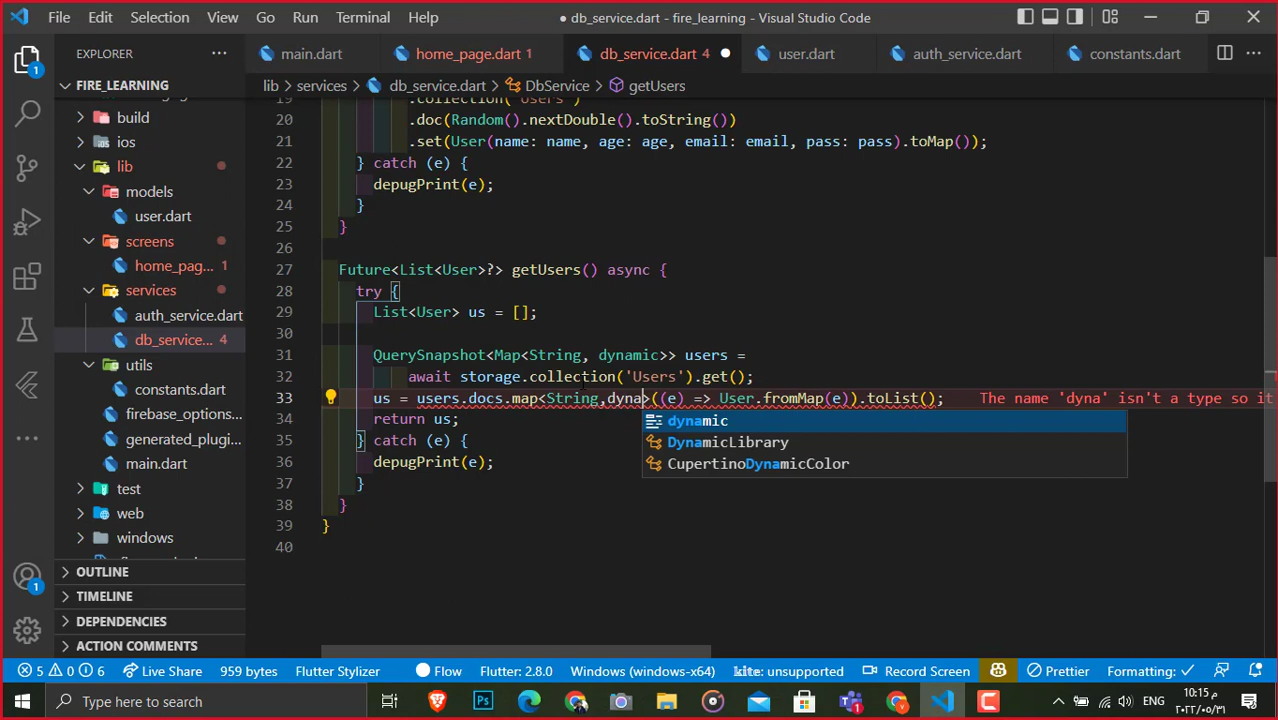 File Edit Selection View Go Run Terminal Help
● db_service.dart - fire_learning - Visual Studio Code
EXPLORER
main.dart
home_page.dart 1
db_service.dart 4
user.dart
auth_service.dart
constants.dart
FIRE_LEARNING
build
ios
lib
models
user.dart
screens
home_pag... 1
services
auth_service.dart
db_service... 4
utils
constants.dart
firebase_options...
generated_plugi...
main.dart
test
web
windows
OUTLINE
TIMELINE
DEPENDENCIES
ACTION COMMENTS
lib > services > db_service.dart > DbService > getUsers
19 .collection('Users')
20 .doc(Random().nextDouble().toString())
21 .set(User(name: name, age: age, email: email, pass: pass).toMap());
22 } catch (e) {
23 depugPrint(e);
24 }
25 }
26
27 Future<List<User>?> getUsers() async {
28 try {
29 List<User> us = [];
30
31 QuerySnapshot<Map<String, dynamic>> users =
32 await storage.collection('Users').get();
33 us = users.docs.map<String,dyna>((e) => User.fromMap(e)).toList(); The name 'dyna' isn't a type so it
34 return us;
35 } catch (e) {
36 depugPrint(e);
37 }
38 }
39 }
40
dynamic
DynamicLibrary
CupertinoDynamicColor
1
1
5 0 6 Live Share 959 bytes Flutter Stylizer Flow Flutter: 2.8.0 Windows (windows-x64) kite: unsupported Record Screen Prettier Formatting: ✓
Type here to search
ENG
١٠:١٥ م
٢٠٢٢/٠٥/٣١